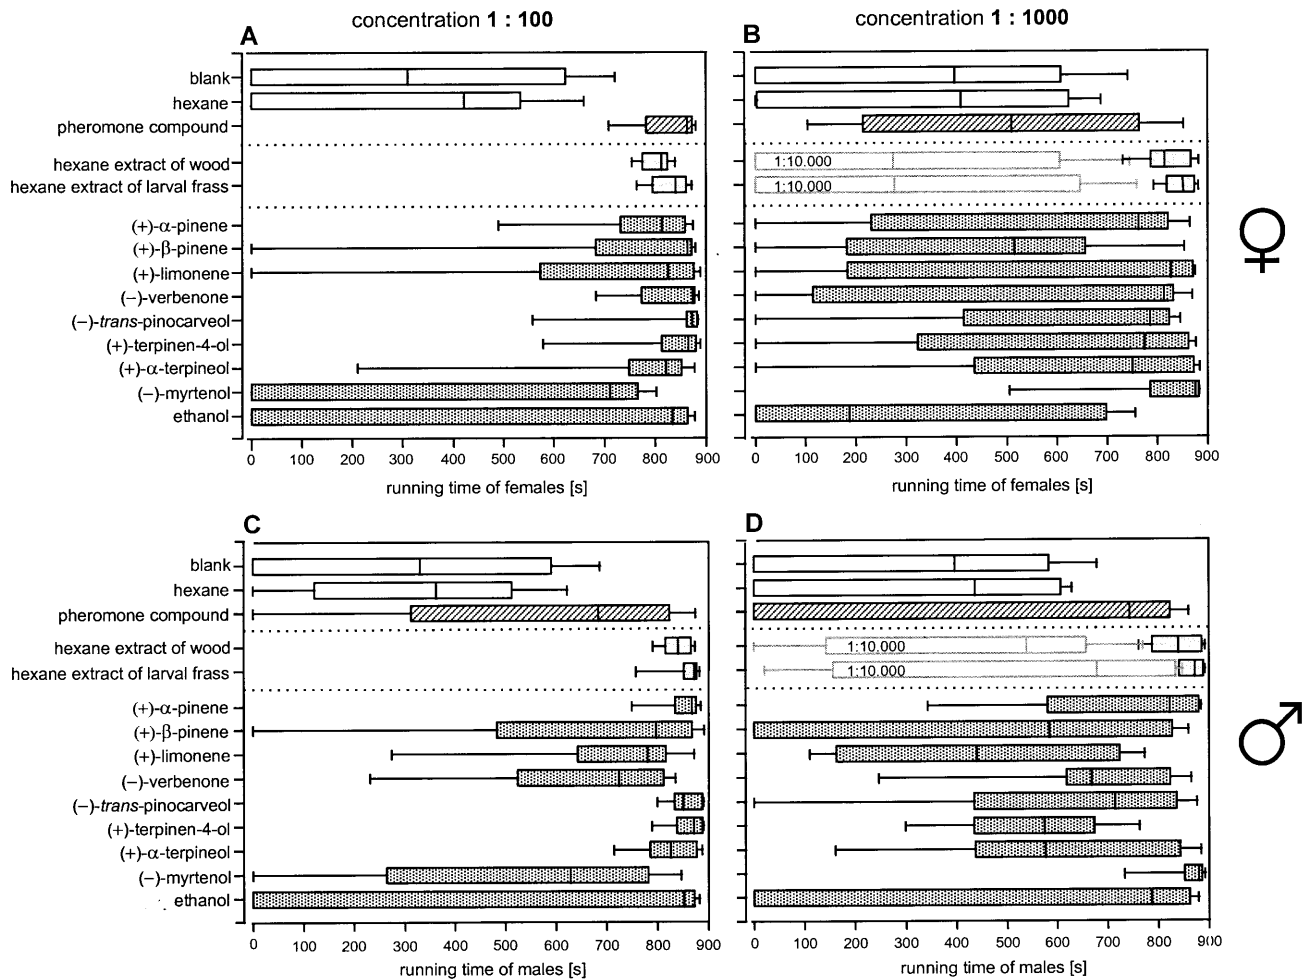 concentration 1 : 100
concentration 1 : 1000
A
B
blank
hexane
pheromone compound
hexane extract of wood
hexane extract of larval frass
(+)-α-pinene
(+)-β-pinene
(+)-limonene
(−)-verbenone
(−)-trans-pinocarveol
(+)-terpinen-4-ol
(+)-α-terpineol
(−)-myrtenol
ethanol
1:10.000
1:10.000
0 100 200 300 400 500 600 700 800 900
0 100 200 300 400 500 600 700 800 900
running time of females [s]
running time of females [s]
♀
C
D
blank
hexane
pheromone compound
hexane extract of wood
hexane extract of larval frass
(+)-α-pinene
(+)-β-pinene
(+)-limonene
(−)-verbenone
(−)-trans-pinocarveol
(+)-terpinen-4-ol
(+)-α-terpineol
(−)-myrtenol
ethanol
1:10.000
1:10.000
0 100 200 300 400 500 600 700 800 900
0 100 200 300 400 500 600 700 800 900
running time of males [s]
running time of males [s]
♂